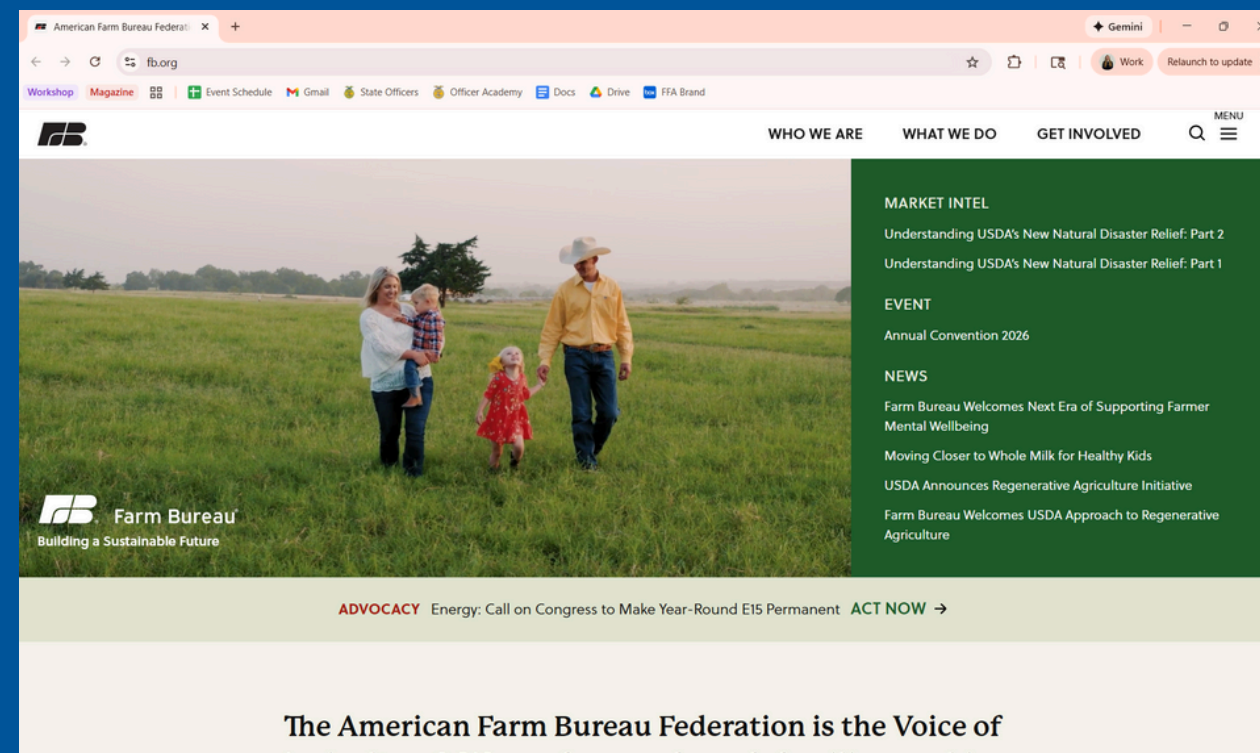 American Farm Bureau Federati
Gemini
fb.org
Work
Relaunch to update
Workshop
Magazine
Event Schedule
Gmail
State Officers
Officer Academy
Docs
Drive
FFA Brand
FB
WHO WE ARE
WHAT WE DO
GET INVOLVED
MENU
MARKET INTEL
Understanding USDA's New Natural Disaster Relief: Part 2
Understanding USDA's New Natural Disaster Relief: Part 1
EVENT
Annual Convention 2026
NEWS
Farm Bureau Welcomes Next Era of Supporting Farmer
Mental Wellbeing
Moving Closer to Whole Milk for Healthy Kids
USDA Announces Regenerative Agriculture Initiative
Farm Bureau Welcomes USDA Approach to Regenerative
Agriculture
FB Farm Bureau
Building a Sustainable Future
ADVOCACY Energy: Call on Congress to Make Year-Round E15 Permanent ACT NOW →
The American Farm Bureau Federation is the Voice of